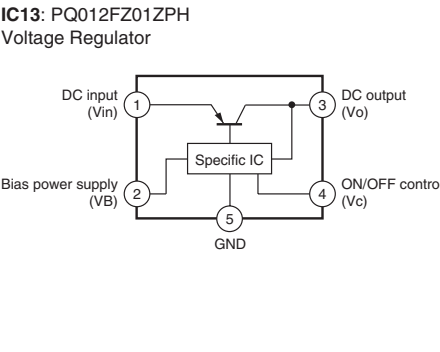 IC13: PQ012FZ01ZPH
Voltage Regulator
DC input
(Vin)
1
3
DC output
(Vo)
Specific IC
Bias power supply
(VB)
2
4
ON/OFF contro
(Vc)
5
GND